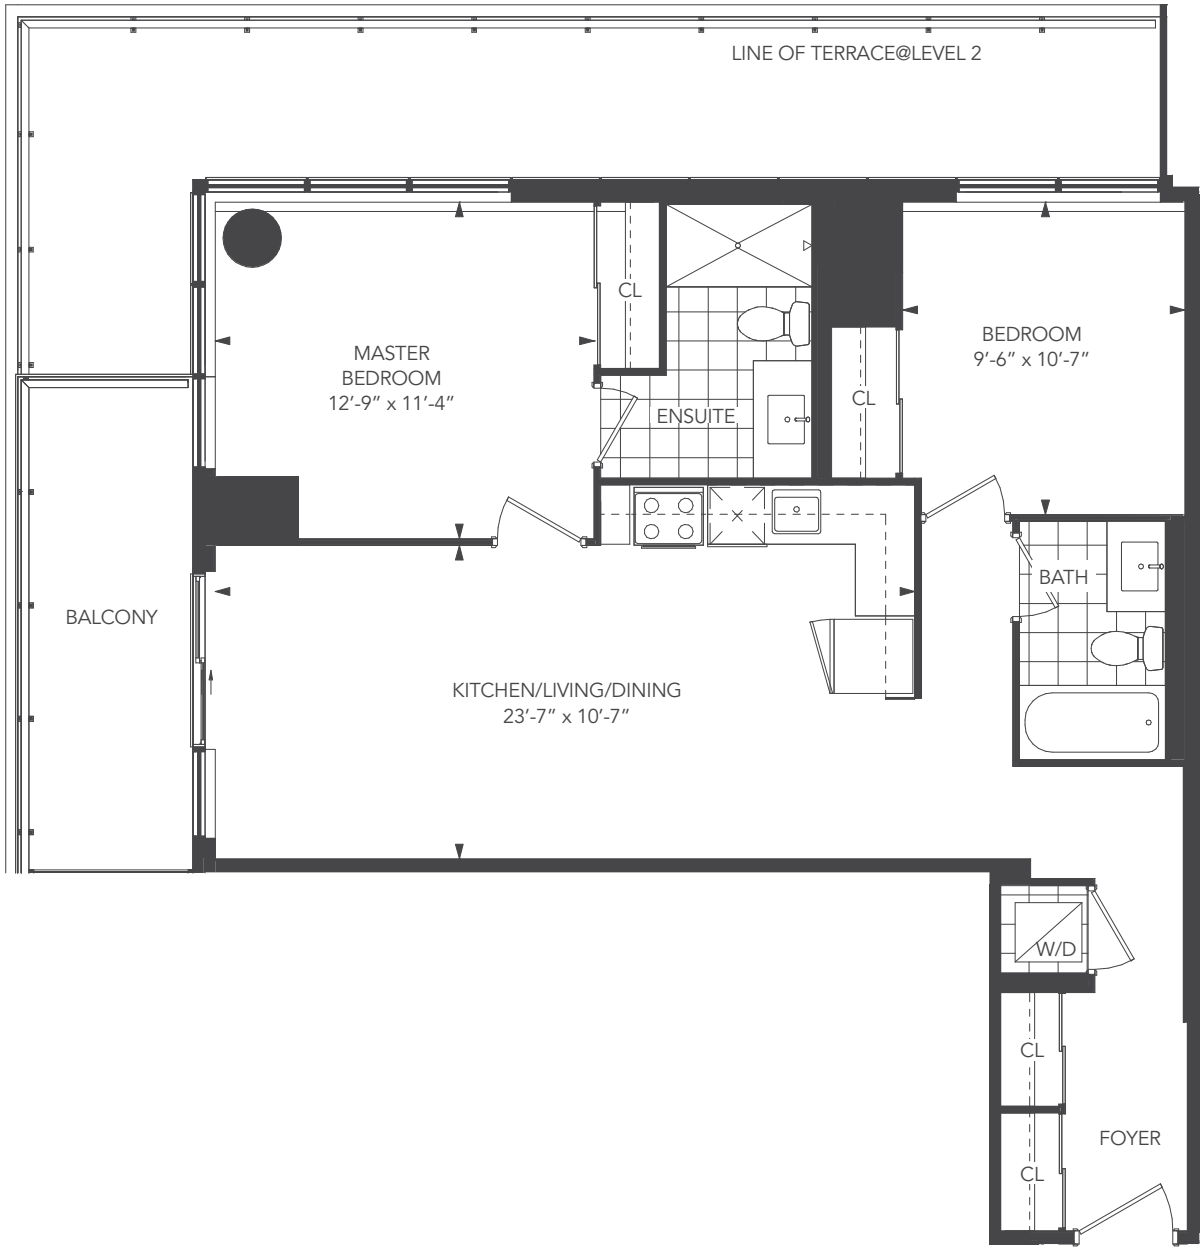 LINE OF TERRACE@LEVEL 2
CL
MASTER
BEDROOM
12'-9” x 11'-4”
ENSUITE
CL
BEDROOM
9'-6” x 10'-7”
BATH
BALCONY
KITCHEN/LIVING/DINING
23'-7” x 10'-7”
W/D
CL
FOYER
CL